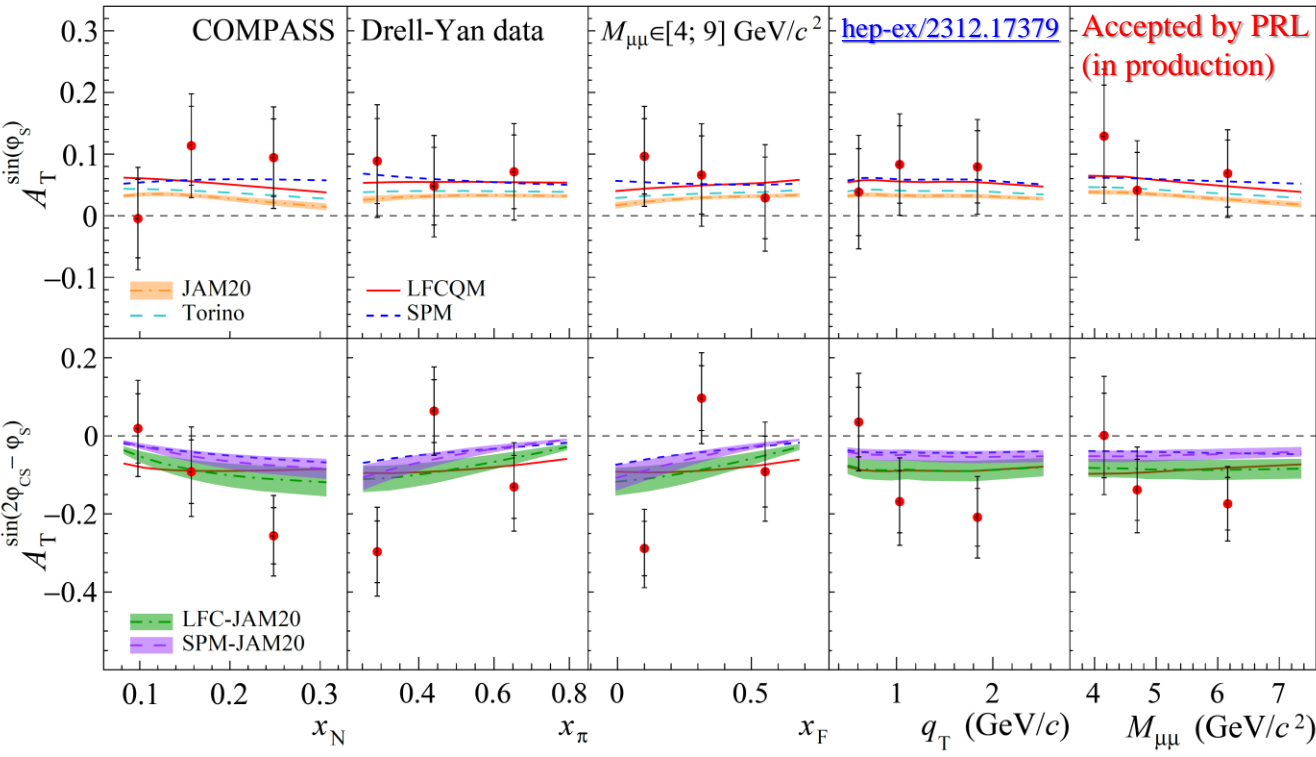 COMPASS
Drell-Yan data
Mμμ∈[4; 9] GeV/c²
hep-ex/2312.17379
Accepted by PRL
(in production)
A_T^sin(φ_S)
0.3
0.2
0.1
0
−0.1
JAM20
Torino
LFCQM
SPM
A_T^sin(2φ_CS − φ_S)
0.2
0
−0.2
−0.4
LFC-JAM20
SPM-JAM20
0.1 0.2 0.3
x_N
0.4 0.6 0.8
x_π
0 0.5
x_F
1 2
q_T (GeV/c)
4 5 6 7
M_μμ (GeV/c²)